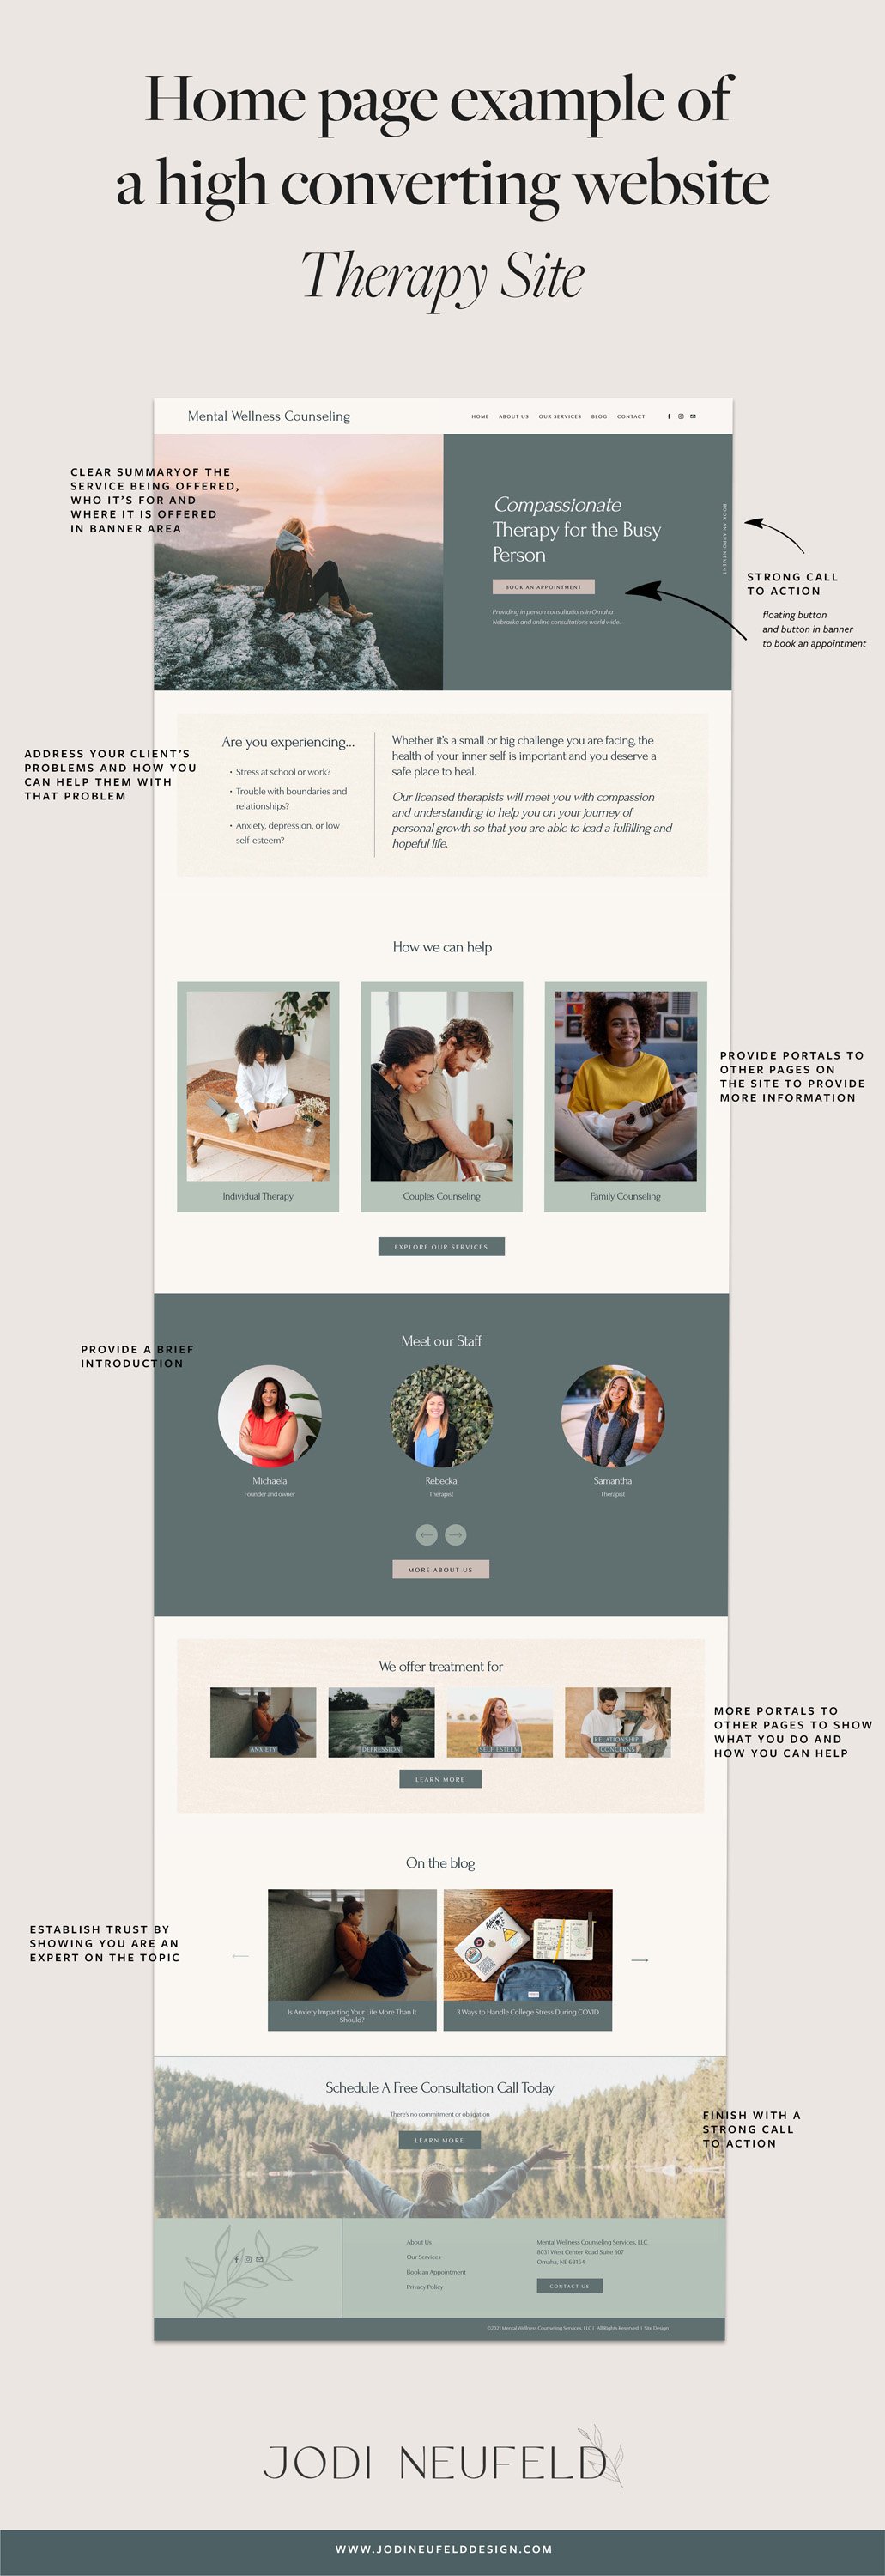 Home page example of
a high converting website
Therapy Site
Mental Wellness Counseling
HOME ABOUT US OUR SERVICES BLOG CONTACT
CLEAR SUMMARYOF THE
SERVICE BEING OFFERED,
WHO IT'S FOR AND
WHERE IT IS OFFERED
IN BANNER AREA
Compassionate
Therapy for the Busy
Person
BOOK AN APPOINTMENT
Providing in person consultations in Omaha
Nebraska and online consultations world wide.
BOOK AN APPOINTMENT
STRONG CALL
TO ACTION
floating button
and button in banner
to book an appointment
ADDRESS YOUR CLIENT'S
PROBLEMS AND HOW YOU
CAN HELP THEM WITH
THAT PROBLEM
Are you experiencing...
• Stress at school or work?
• Trouble with boundaries and
relationships?
• Anxiety, depression, or low
self-esteem?
Whether it's a small or big challenge you are facing, the
health of your inner self is important and you deserve a
safe place to heal.
Our licensed therapists will meet you with compassion
and understanding to help you on your journey of
personal growth so that you are able to lead a fulfilling and
hopeful life.
How we can help
Individual Therapy
Couples Counseling
Family Counseling
PROVIDE PORTALS TO
OTHER PAGES ON
THE SITE TO PROVIDE
MORE INFORMATION
EXPLORE OUR SERVICES
PROVIDE A BRIEF
INTRODUCTION
Meet our Staff
Michaela
Founder and owner
Rebecka
Therapist
Samantha
Therapist
MORE ABOUT US
We offer treatment for
ANXIETY
DEPRESSION
SELF ESTEEM
RELATIONSHIP
CONCERNS
LEARN MORE
MORE PORTALS TO
OTHER PAGES TO SHOW
WHAT YOU DO AND
HOW YOU CAN HELP
On the blog
ESTABLISH TRUST BY
SHOWING YOU ARE AN
EXPERT ON THE TOPIC
Is Anxiety Impacting Your Life More Than It
Should?
3 Ways to Handle College Stress During COVID
Schedule A Free Consultation Call Today
There's no commitment or obligation
LEARN MORE
FINISH WITH A
STRONG CALL
TO ACTION
About Us
Our Services
Book an Appointment
Privacy Policy
Mental Wellness Counseling Services, LLC
8031 West Center Road Suite 307
Omaha, NE 68154
CONTACT US
©2021 Mental Wellness Counseling Services, LLC | All Rights Reserved | Site Design
JODI NEUFELD
WWW.JODINEUFELDDESIGN.COM